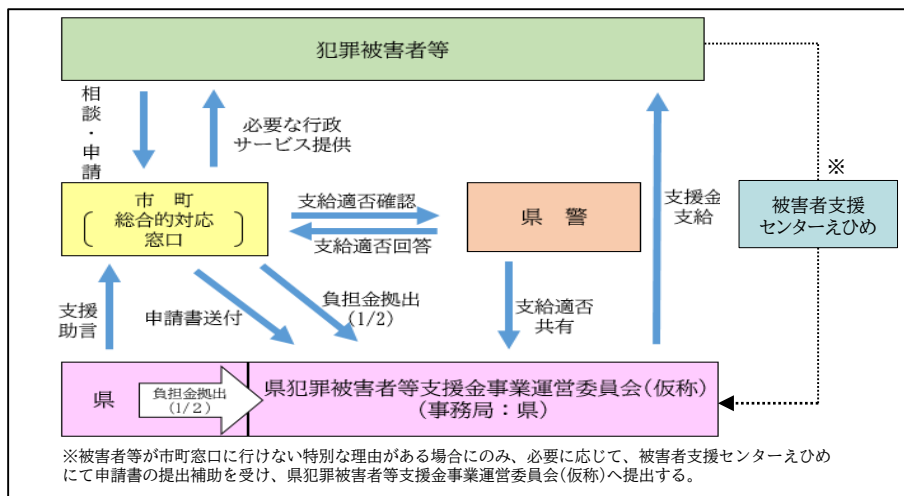 犯罪被害者等
相談・申請
必要な行政
サービス提供
※
市 町
総合的対応
窓口
支給適否確認
支給適否回答
県 警
支援金
支給
被害者支援
センターえひめ
支援
助言
申請書送付
負担金拠出
(1/2)
支給適否
共有
県
負担金拠出
(1/2)
県犯罪被害者等支援金事業運営委員会(仮称)
(事務局：県)
※被害者等が市町窓口に行けない特別な理由がある場合にのみ、必要に応じて、被害者支援センターえひめ
にて申請書の提出補助を受け、県犯罪被害者等支援金事業運営委員会(仮称)へ提出する。